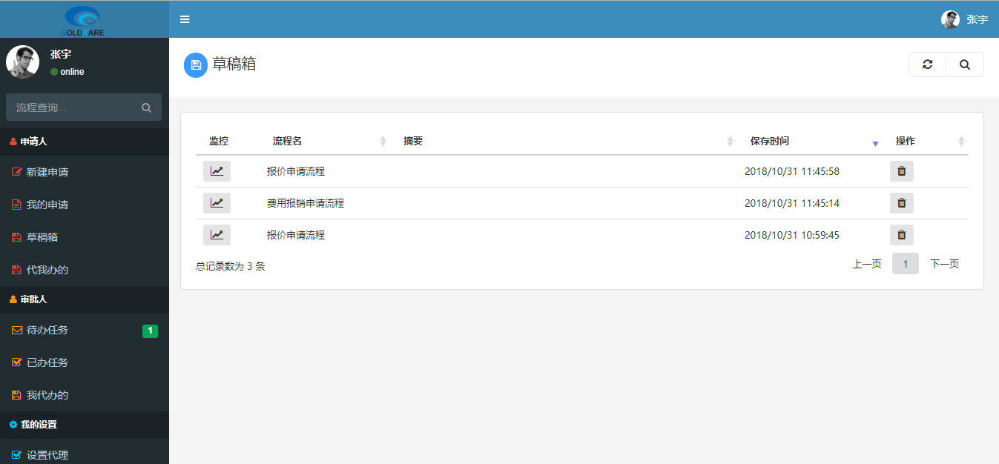 GOLDRARE
张宇
张宇
online
流程查询...
申请人
新建申请
我的申请
草稿箱
代我办的
审批人
待办任务 1
已办任务
我代办的
我的设置
设置代理
草稿箱
监控 流程名 摘要 保存时间 操作
报价申请流程 2018/10/31 11:45:58
费用报销申请流程 2018/10/31 11:45:14
报价申请流程 2018/10/31 10:59:45
总记录数为 3 条 上一页 1 下一页